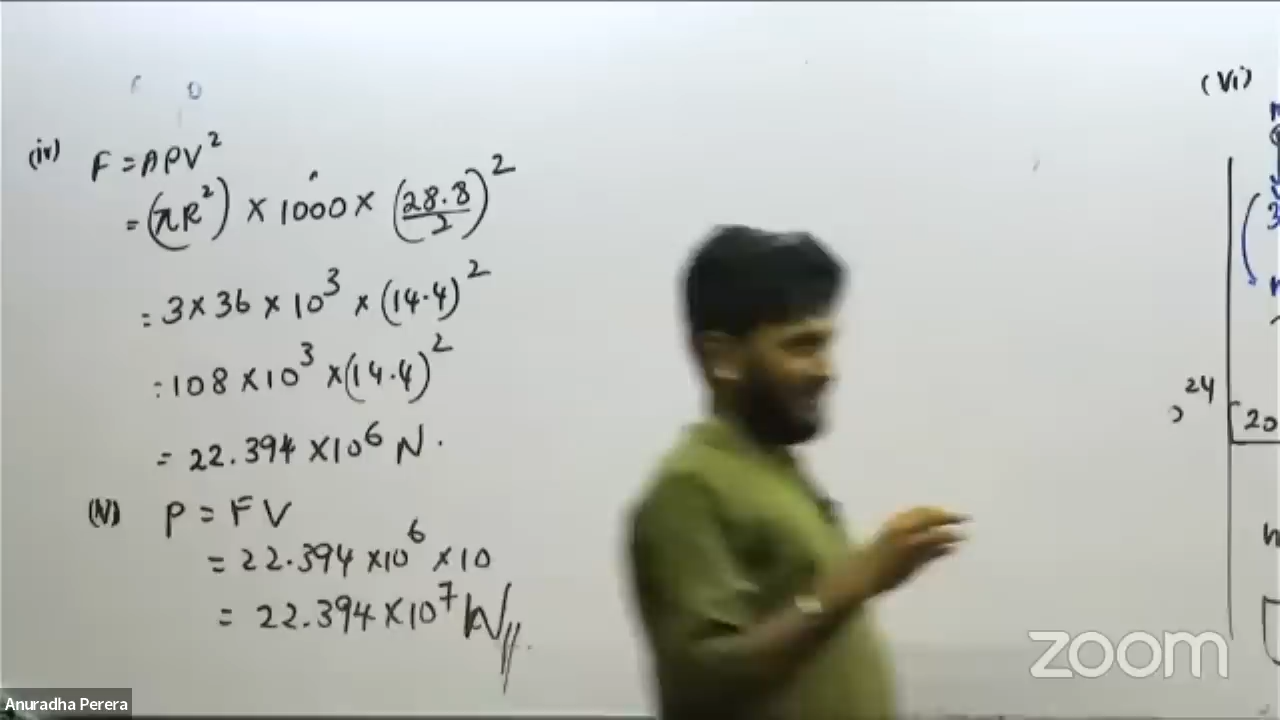 (iv) F = Aρv²
= (πR²) × 1000 × (28.8/2)²
= 3 × 36 × 10³ × (14.4)²
= 108 × 10³ × (14.4)²
= 22.394 × 10⁶ N.
(V) P = FV
= 22.394 × 10⁶ × 10
= 22.394 × 10⁷ W //
(Vi)
24
20
zoom
Anuradha Perera